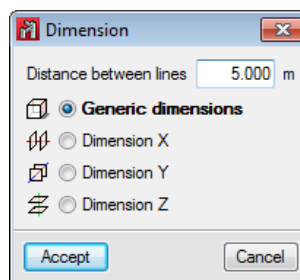 Dimension
Distance between lines 5.000 m
Generic dimensions
Dimension X
Dimension Y
Dimension Z
Accept Cancel